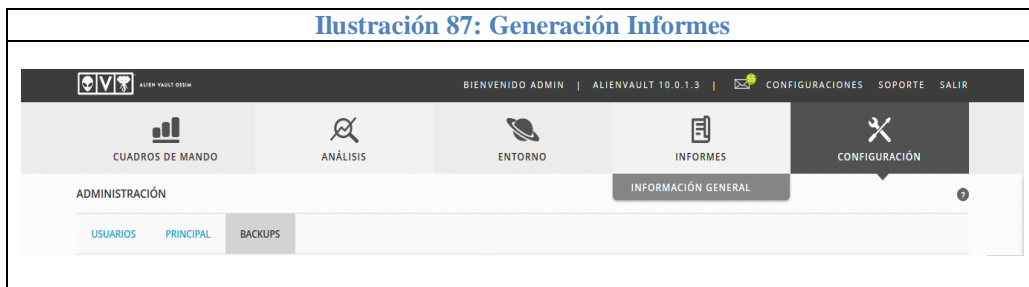 Ilustración 87: Generación Informes
ALIEN VAULT OSSIM BIENVENIDO ADMIN | ALIENVAULT 10.0.1.3 | 55 CONFIGURACIONES SOPORTE SALIR
CUADROS DE MANDO ANÁLISIS ENTORNO INFORMES CONFIGURACIÓN
INFORMACIÓN GENERAL
ADMINISTRACIÓN ?
USUARIOS PRINCIPAL BACKUPS